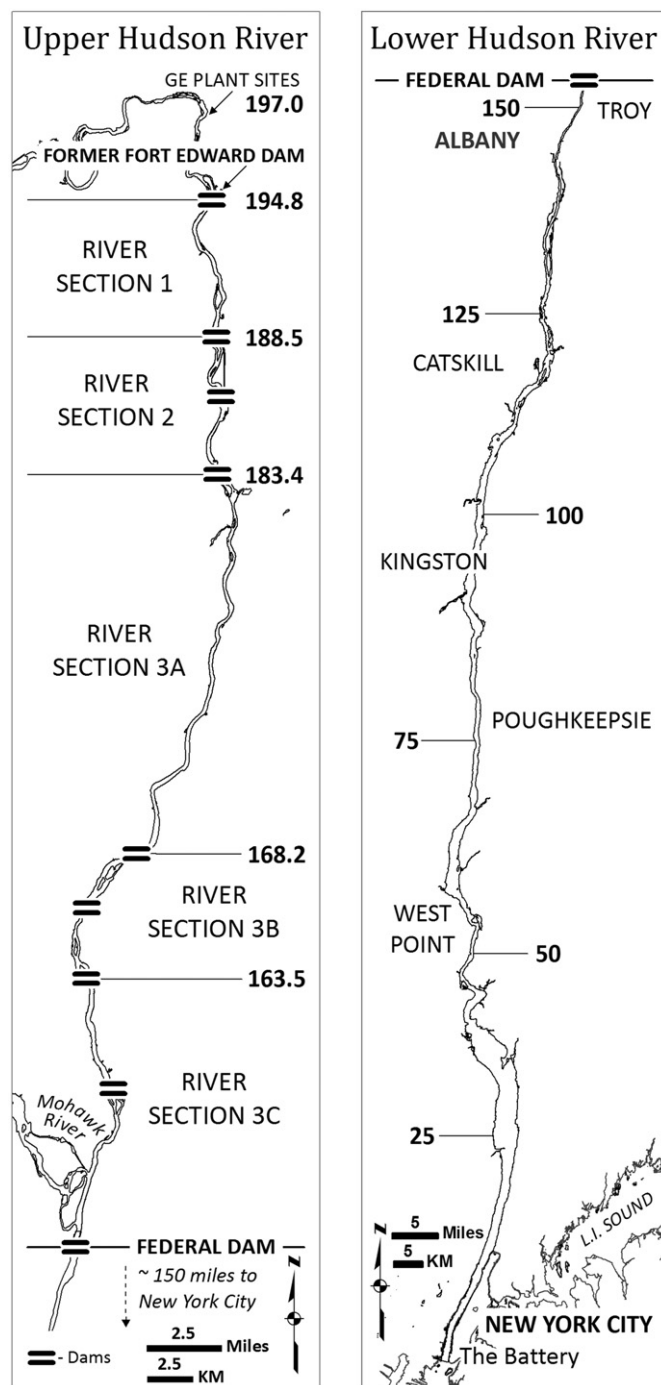 Upper Hudson River
GE PLANT SITES
197.0
FORMER FORT EDWARD DAM
194.8
RIVER
SECTION 1
188.5
RIVER
SECTION 2
183.4
RIVER
SECTION 3A
168.2
RIVER
SECTION 3B
163.5
RIVER
SECTION 3C
Mohawk
River
FEDERAL DAM
~ 150 miles to
New York City
N
2.5
Miles
2.5
KM
- Dams
Lower Hudson River
FEDERAL DAM
150
TROY
ALBANY
125
CATSKILL
100
KINGSTON
POUGHKEEPSIE
75
WEST
POINT
50
25
N
5
Miles
5
KM
L.I. SOUND
NEW YORK CITY
The Battery